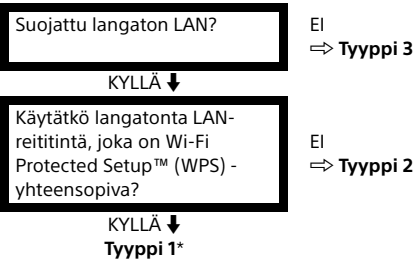 Suojattu langaton LAN?
EI
⇨ Tyyppi 3
KYLLÄ ⬇
Käytätkö langatonta LAN-
reititintä, joka on Wi-Fi
Protected Setup™ (WPS) -
yhteensopiva?
EI
⇨ Tyyppi 2
KYLLÄ ⬇
Tyyppi 1*